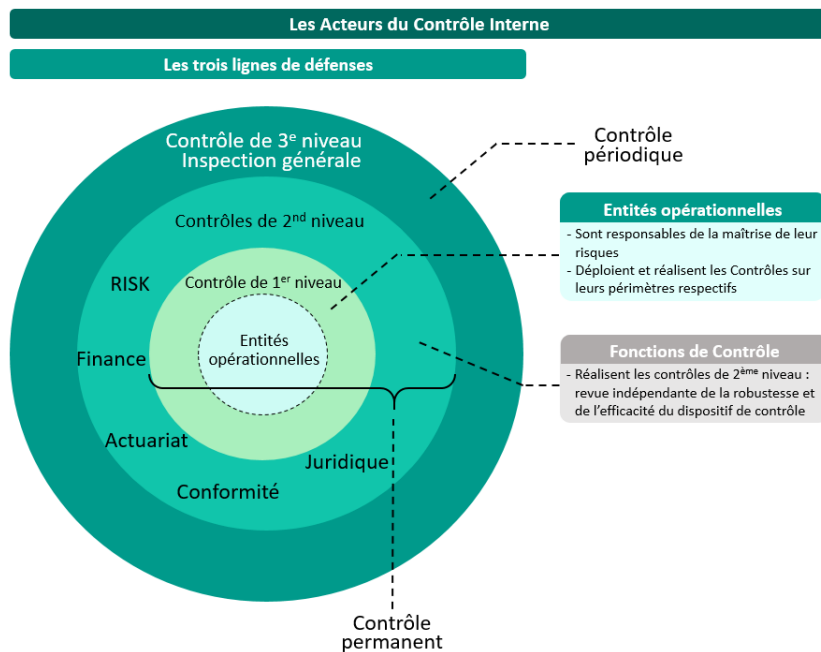 Les Acteurs du Contrôle Interne
Les trois lignes de défenses
Contrôle de 3e niveau
Inspection générale
Contrôle
périodique
Contrôles de 2nd niveau
Entités opérationnelles
- Sont responsables de la maîtrise de leur
risques
- Déploient et réalisent les Contrôles sur
leurs périmètres respectifs
RISK
Contrôle de 1er niveau
Entités
opérationnelles
Finance
Fonctions de Contrôle
- Réalisent les contrôles de 2ème niveau :
revue indépendante de la robustesse et
de l'efficacité du dispositif de contrôle
Actuariat
Juridique
Conformité
Contrôle
permanent